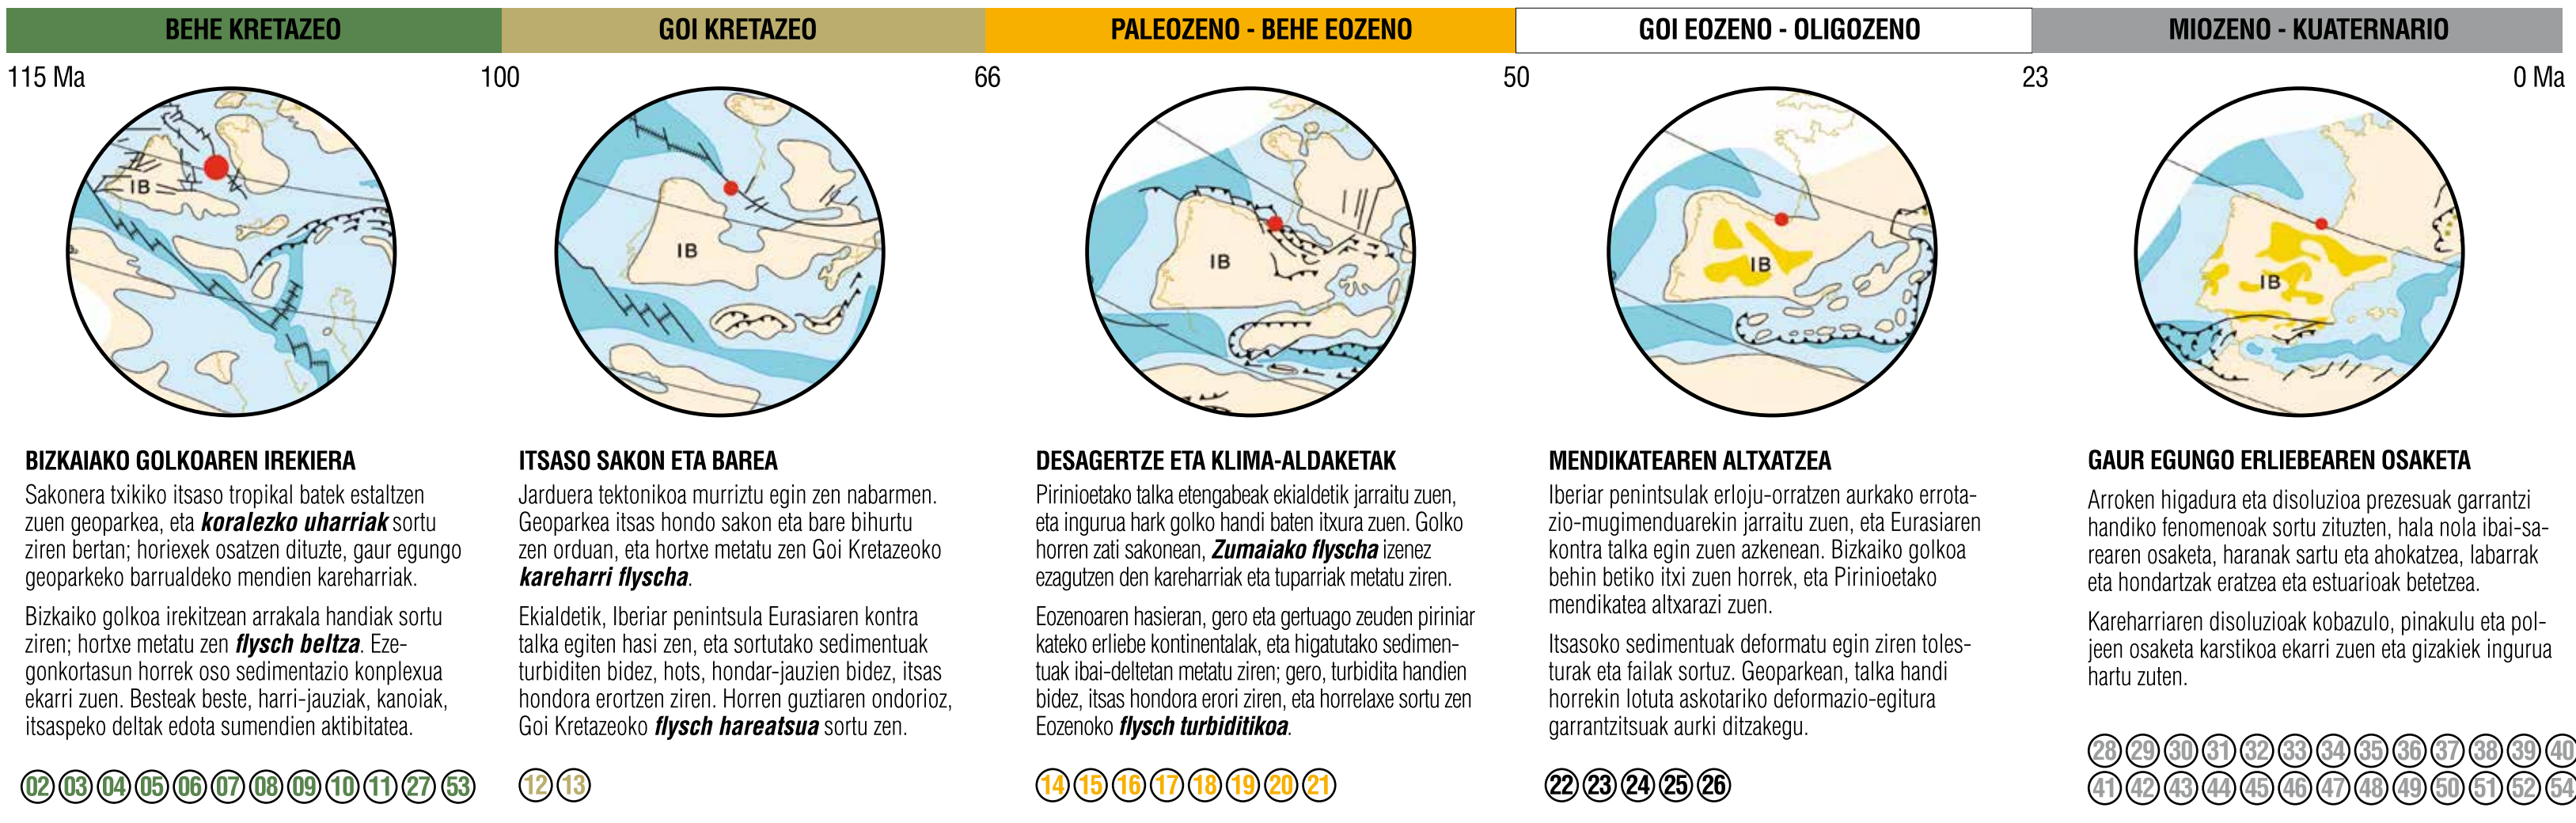 BEHE KRETAZEO
GOI KRETAZEO
PALEOZENO - BEHE EOZENO
GOI EOZENO - OLIGOZENO
MIOZENO - KUATERNARIO
115 Ma
100
66
50
23
0 Ma
IB
IB
IB
IB
IB
BIZKAIAKO GOLKOAREN IREKIERA
Sakonera txikiko itsaso tropikal batek estaltzen
zuen geoparkea, eta koralezko uharriak sortu
ziren bertan; horiexek osatzen dituzte, gaur egungo
geoparkeko barrualdeko mendien kareharriak.
Bizkaiko golkoa irekitzean arrakala handiak sortu
ziren; hortxe metatu zen flysch beltza. Eze-
gonkortasun horrek oso sedimentazio konplexua
ekarri zuen. Besteak beste, harri-jauziak, kanoiak,
itsaspeko deltak edota sumendien aktibitatea.
02 03 04 05 06 07 08 09 10 11 27 53
ITSASO SAKON ETA BAREA
Jarduera tektonikoa murriztu egin zen nabarmen.
Geoparkea itsas hondo sakon eta bare bihurtu
zen orduan, eta hortxe metatu zen Goi Kretazeoko
kareharri flyscha.
Ekialdetik, Iberiar penintsula Eurasiaren kontra
talka egiten hasi zen, eta sortutako sedimentuak
turbiditen bidez, hots, hondar-jauzien bidez, itsas
hondora erortzen ziren. Horren guztiaren ondorioz,
Goi Kretazeoko flysch hareatsua sortu zen.
12 13
DESAGERTZE ETA KLIMA-ALDAKETAK
Pirinioetako talka etengabeak ekialdetik jarraitu zuen,
eta ingurua hark golko handi baten itxura zuen. Golko
horren zati sakonean, Zumaiako flyscha izenez
ezagutzen den kareharriak eta tuparriak metatu ziren.
Eozenoaren hasieran, gero eta gertuago zeuden piriniar
kateko erliebe kontinentalak, eta higatutako sedimen-
tuak ibai-deltetan metatu ziren; gero, turbidita handien
bidez, itsas hondora erori ziren, eta horrelaxe sortu zen
Eozenoko flysch turbiditikoa.
14 15 16 17 18 19 20 21
MENDIKATEAREN ALTXATZEA
Iberiar penintsulak erloju-orratzen aurkako errota-
zio-mugimenduarekin jarraitu zuen, eta Eurasiaren
kontra talka egin zuen azkenean. Bizkaiko golkoa
behin betiko itxi zuen horrek, eta Pirinioetako
mendikatea altxarazi zuen.
Itsasoko sedimentuak deformatu egin ziren toles-
turak eta failak sortuz. Geoparkean, talka handi
horrekin lotuta askotariko deformazio-egitura
garrantzitsuak aurki ditzakegu.
22 23 24 25 26
GAUR EGUNGO ERLIEBEAREN OSAKETA
Arroken higadura eta disoluzioa prezesuak garrantzi
handiko fenomenoak sortu zituzten, hala nola ibai-sa-
rearen osaketa, haranak sartu eta ahokatzea, labarrak
eta hondartzak eratzea eta estuarioak betetzea.
Kareharriaren disoluzioak kobazulo, pinakulu eta pol-
jeen osaketa karstikoa ekarri zuen eta gizakiek ingurua
hartu zuten.
28 29 30 31 32 33 34 35 36 37 38 39 40
41 42 43 44 45 46 47 48 49 50 51 52 54